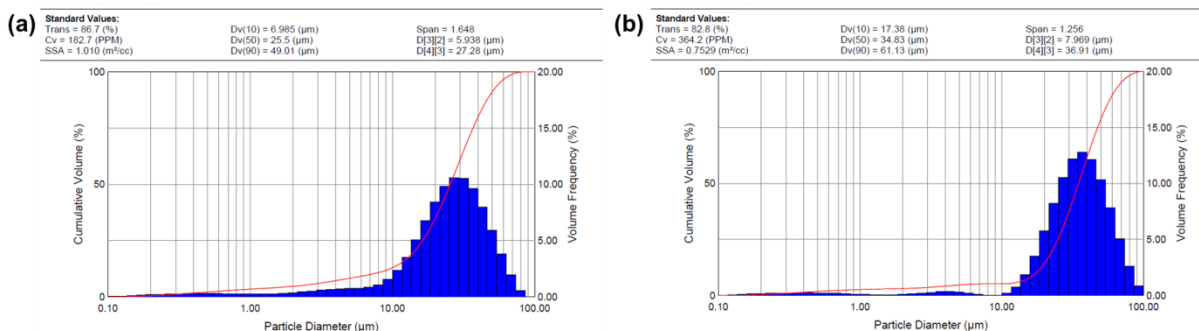 (a)
Standard Values:
Trans = 86.7 (%) Dv(10) = 6.985 (µm) Span = 1.648
Cv = 182.7 (PPM) Dv(50) = 25.5 (µm) D[3][2] = 5.938 (µm)
SSA = 1.010 (m²/cc) Dv(90) = 49.01 (µm) D[4][3] = 27.28 (µm)
100 20.00
15.00
50 10.00
5.00
0 0.00
0.10 1.00 10.00 100.00
Cumulative Volume (%)
Volume Frequency (%)
Particle Diameter (µm)
(b)
Standard Values:
Trans = 82.8 (%) Dv(10) = 17.38 (µm) Span = 1.256
Cv = 364.2 (PPM) Dv(50) = 34.83 (µm) D[3][2] = 7.969 (µm)
SSA = 0.7529 (m²/cc) Dv(90) = 61.13 (µm) D[4][3] = 36.91 (µm)
100 20.00
15.00
50 10.00
5.00
0 0.00
0.10 1.00 10.00 100.00
Cumulative Volume (%)
Volume Frequency (%)
Particle Diameter (µm)